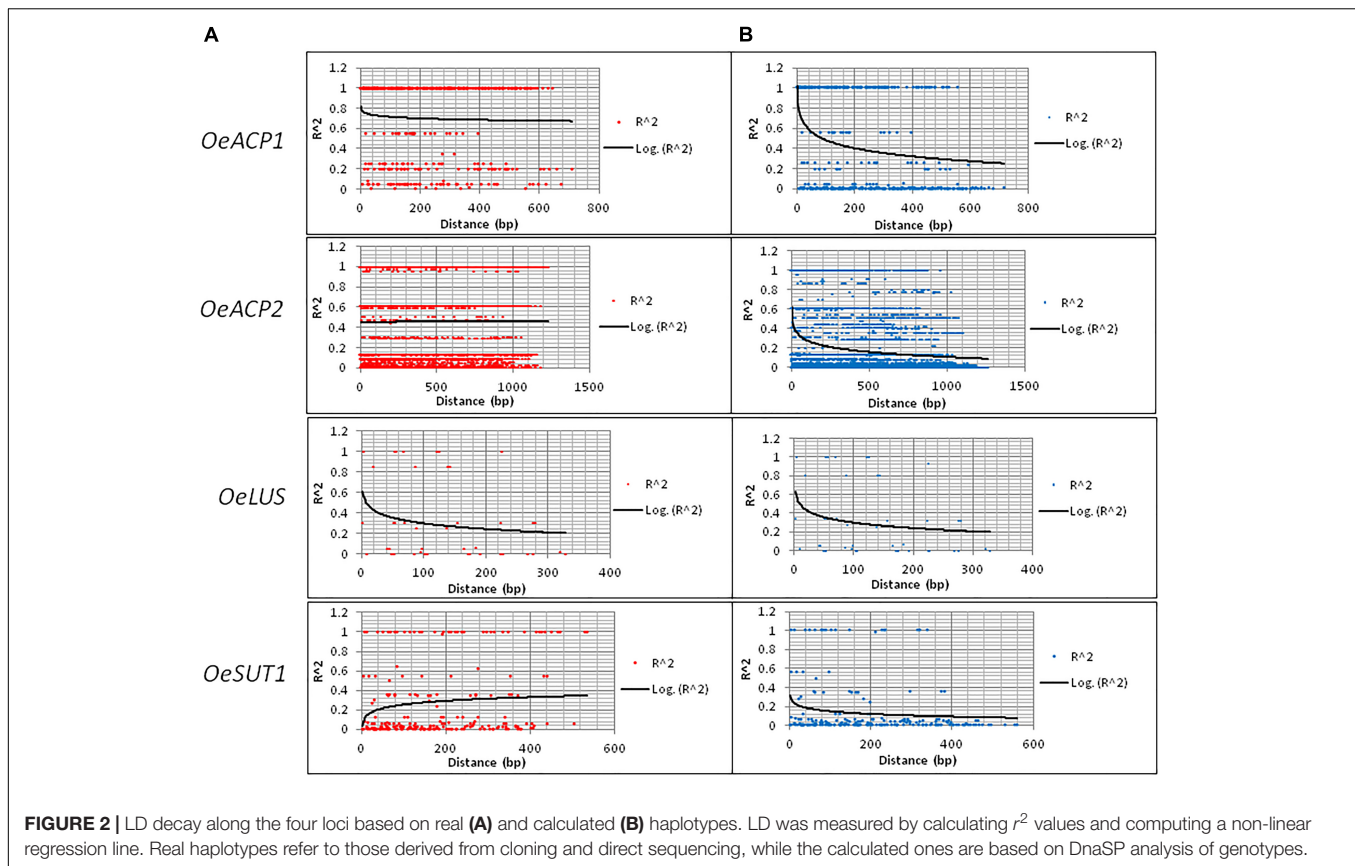 A
B
OeACP1
R^2
1.2
1
0.8
0.6
0.4
0.2
0
0 200 400 600 800
Distance (bp)
R^2
Log. (R^2)
R^2
1.2
1
0.8
0.6
0.4
0.2
0
0 200 400 600 800
Distance (bp)
R^2
Log. (R^2)
OeACP2
R^2
1.2
1
0.8
0.6
0.4
0.2
0
0 500 1000 1500
Distance (bp)
R^2
Log. (R^2)
R^2
1.2
1
0.8
0.6
0.4
0.2
0
0 500 1000 1500
Distance (bp)
R^2
Log. (R^2)
OeLUS
R^2
1.2
1
0.8
0.6
0.4
0.2
0
0 100 200 300 400
Distance (bp)
R^2
Log. (R^2)
R^2
1.2
1
0.8
0.6
0.4
0.2
0
0 100 200 300 400
Distance (bp)
R^2
Log. (R^2)
OeSUT1
R^2
1.2
1
0.8
0.6
0.4
0.2
0
0 200 400 600
Distance (bp)
R^2
Log. (R^2)
R^2
1.2
1
0.8
0.6
0.4
0.2
0
0 200 400 600
Distance (bp)
R^2
Log. (R^2)
FIGURE 2 | LD decay along the four loci based on real (A) and calculated (B) haplotypes. LD was measured by calculating r² values and computing a non-linear
regression line. Real haplotypes refer to those derived from cloning and direct sequencing, while the calculated ones are based on DnaSP analysis of genotypes.